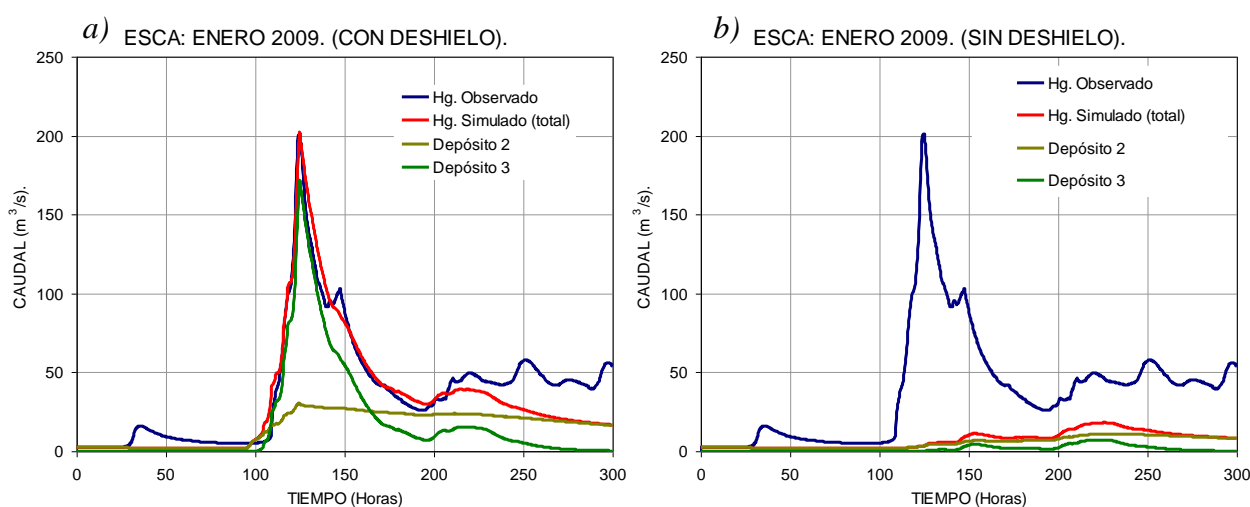 a) ESCA: ENERO 2009. (CON DESHIELO).
250
200
150
100
50
0
CAUDAL (m³/s).
Hg. Observado
Hg. Simulado (total)
Depósito 2
Depósito 3
0 50 100 150 200 250 300
TIEMPO (Horas)
b) ESCA: ENERO 2009. (SIN DESHIELO).
250
200
150
100
50
0
CAUDAL (m³/s).
Hg. Observado
Hg. Simulado (total)
Depósito 2
Depósito 3
0 50 100 150 200 250 300
TIEMPO (Horas)